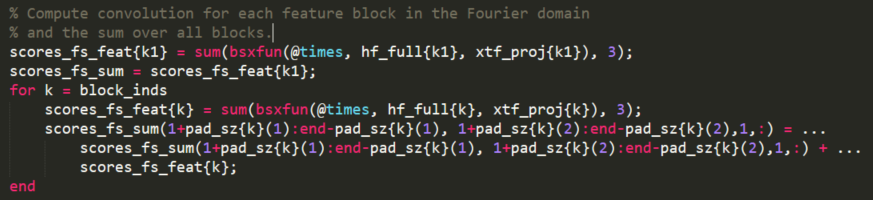 % Compute convolution for each feature block in the Fourier domain
% and the sum over all blocks.
scores_fs_feat{k1} = sum(bsxfun(@times, hf_full{k1}, xtf_proj{k1}), 3);
scores_fs_sum = scores_fs_feat{k1};
for k = block_inds
    scores_fs_feat{k} = sum(bsxfun(@times, hf_full{k}, xtf_proj{k}), 3);
    scores_fs_sum(1+pad_sz{k}(1):end-pad_sz{k}(1), 1+pad_sz{k}(2):end-pad_sz{k}(2),1,:) = ...
        scores_fs_sum(1+pad_sz{k}(1):end-pad_sz{k}(1), 1+pad_sz{k}(2):end-pad_sz{k}(2),1,:) + ...
        scores_fs_feat{k};
end